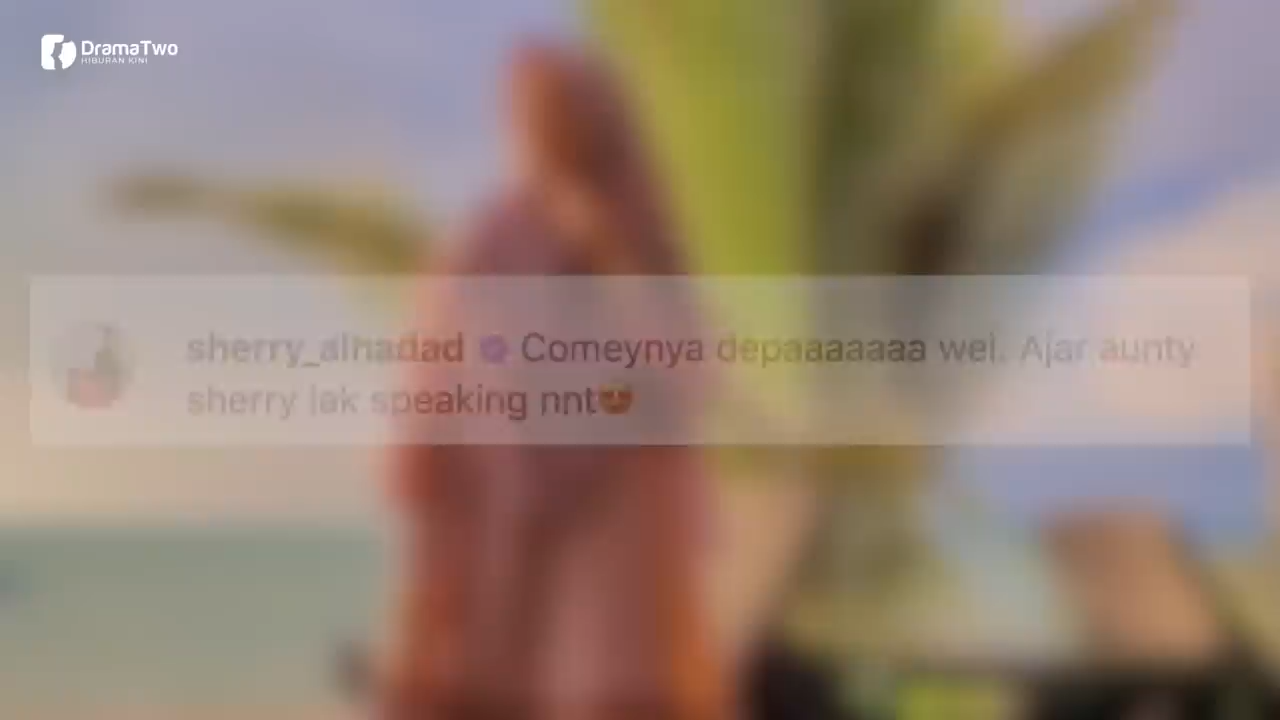 DramaTwo
HIBURAN KINI
sherry_alhadad Comeynya depaaaaaaa wei. Ajar aunty
sherry lak speaking nnt😍